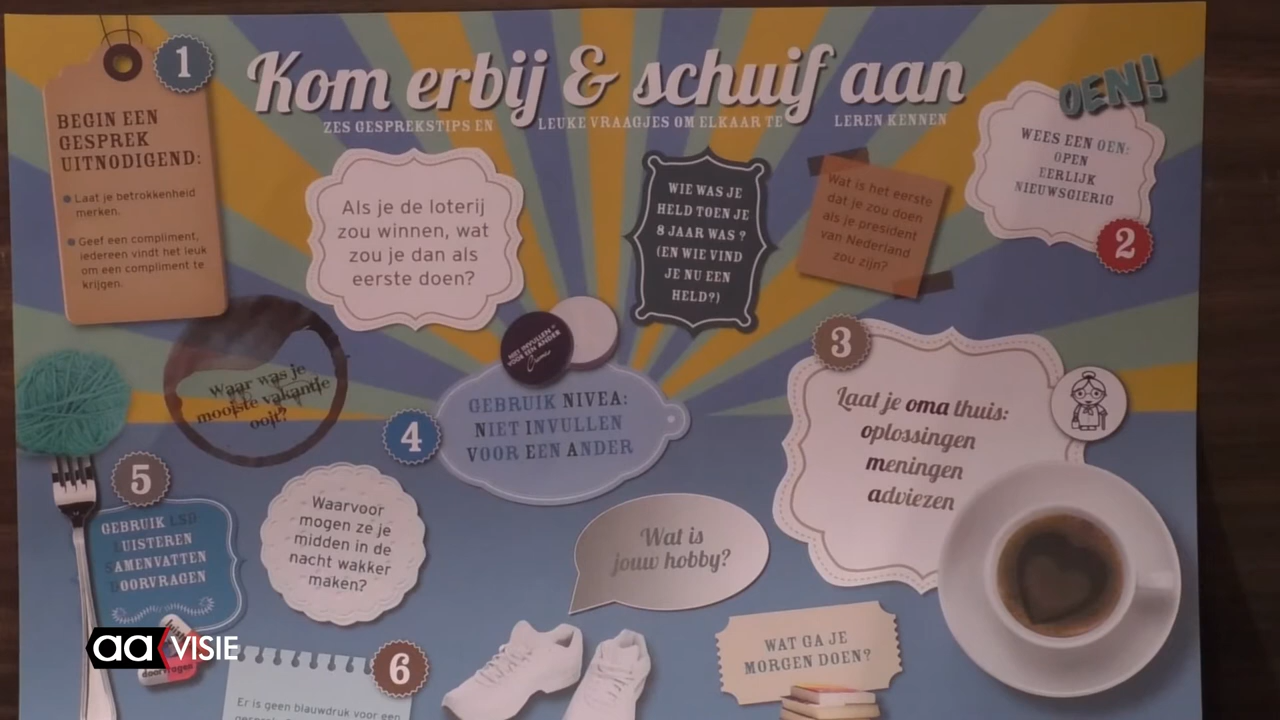 Kom erbij & schuif aan
ZES GESPREKSTIPS EN LEUKE VRAAGJES OM ELKAAR TE LEREN KENNEN
1
BEGIN EEN
GESPREK
UITNODIGEND:
Laat je betrokkenheid
merken.
Geef een compliment,
iedereen vindt het leuk
om een compliment te
krijgen.
Als je de loterij
zou winnen, wat
zou je dan als
eerste doen?
WIE WAS JE
HELD TOEN JE
8 JAAR WAS ?
(EN WIE VIND
JE NU EEN
HELD?)
Wat is het eerste
dat je zou doen
als je president
van Nederland
zou zijn?
OEN!
WEES EEN OEN:
OPEN
EERLIJK
NIEUWSGIERIG
2
Waar was je
mooiste vakantie
ooit?
NIET INVULLEN
VOOR EEN ANDER
4
GEBRUIK NIVEA:
NIET INVULLEN
VOOR EEN ANDER
3
Laat je oma thuis:
oplossingen
meningen
adviezen
5
GEBRUIK LSD
LUISTEREN
SAMENVATTEN
DOORVRAGEN
Waarvoor
mogen ze je
midden in de
nacht wakker
maken?
Wat is
jouw hobby?
WAT GA JE
MORGEN DOEN?
doorvragen
6
Er is geen blauwdruk voor een
aa VISIE